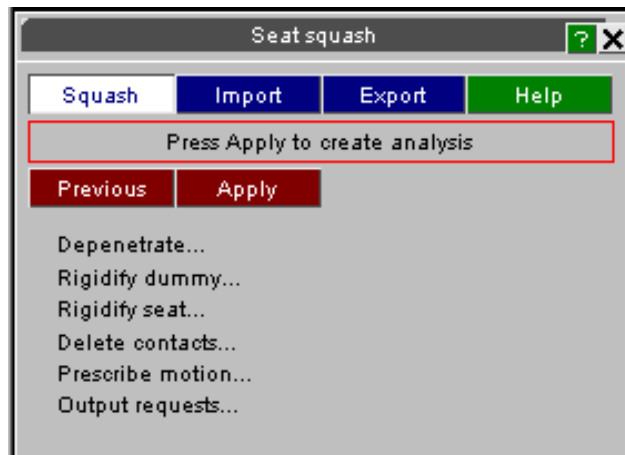 Seat squash
? X
Squash Import Export Help
Press Apply to create analysis
Previous Apply
Depenetrate...
Rigidify dummy...
Rigidify seat...
Delete contacts...
Prescribe motion...
Output requests...